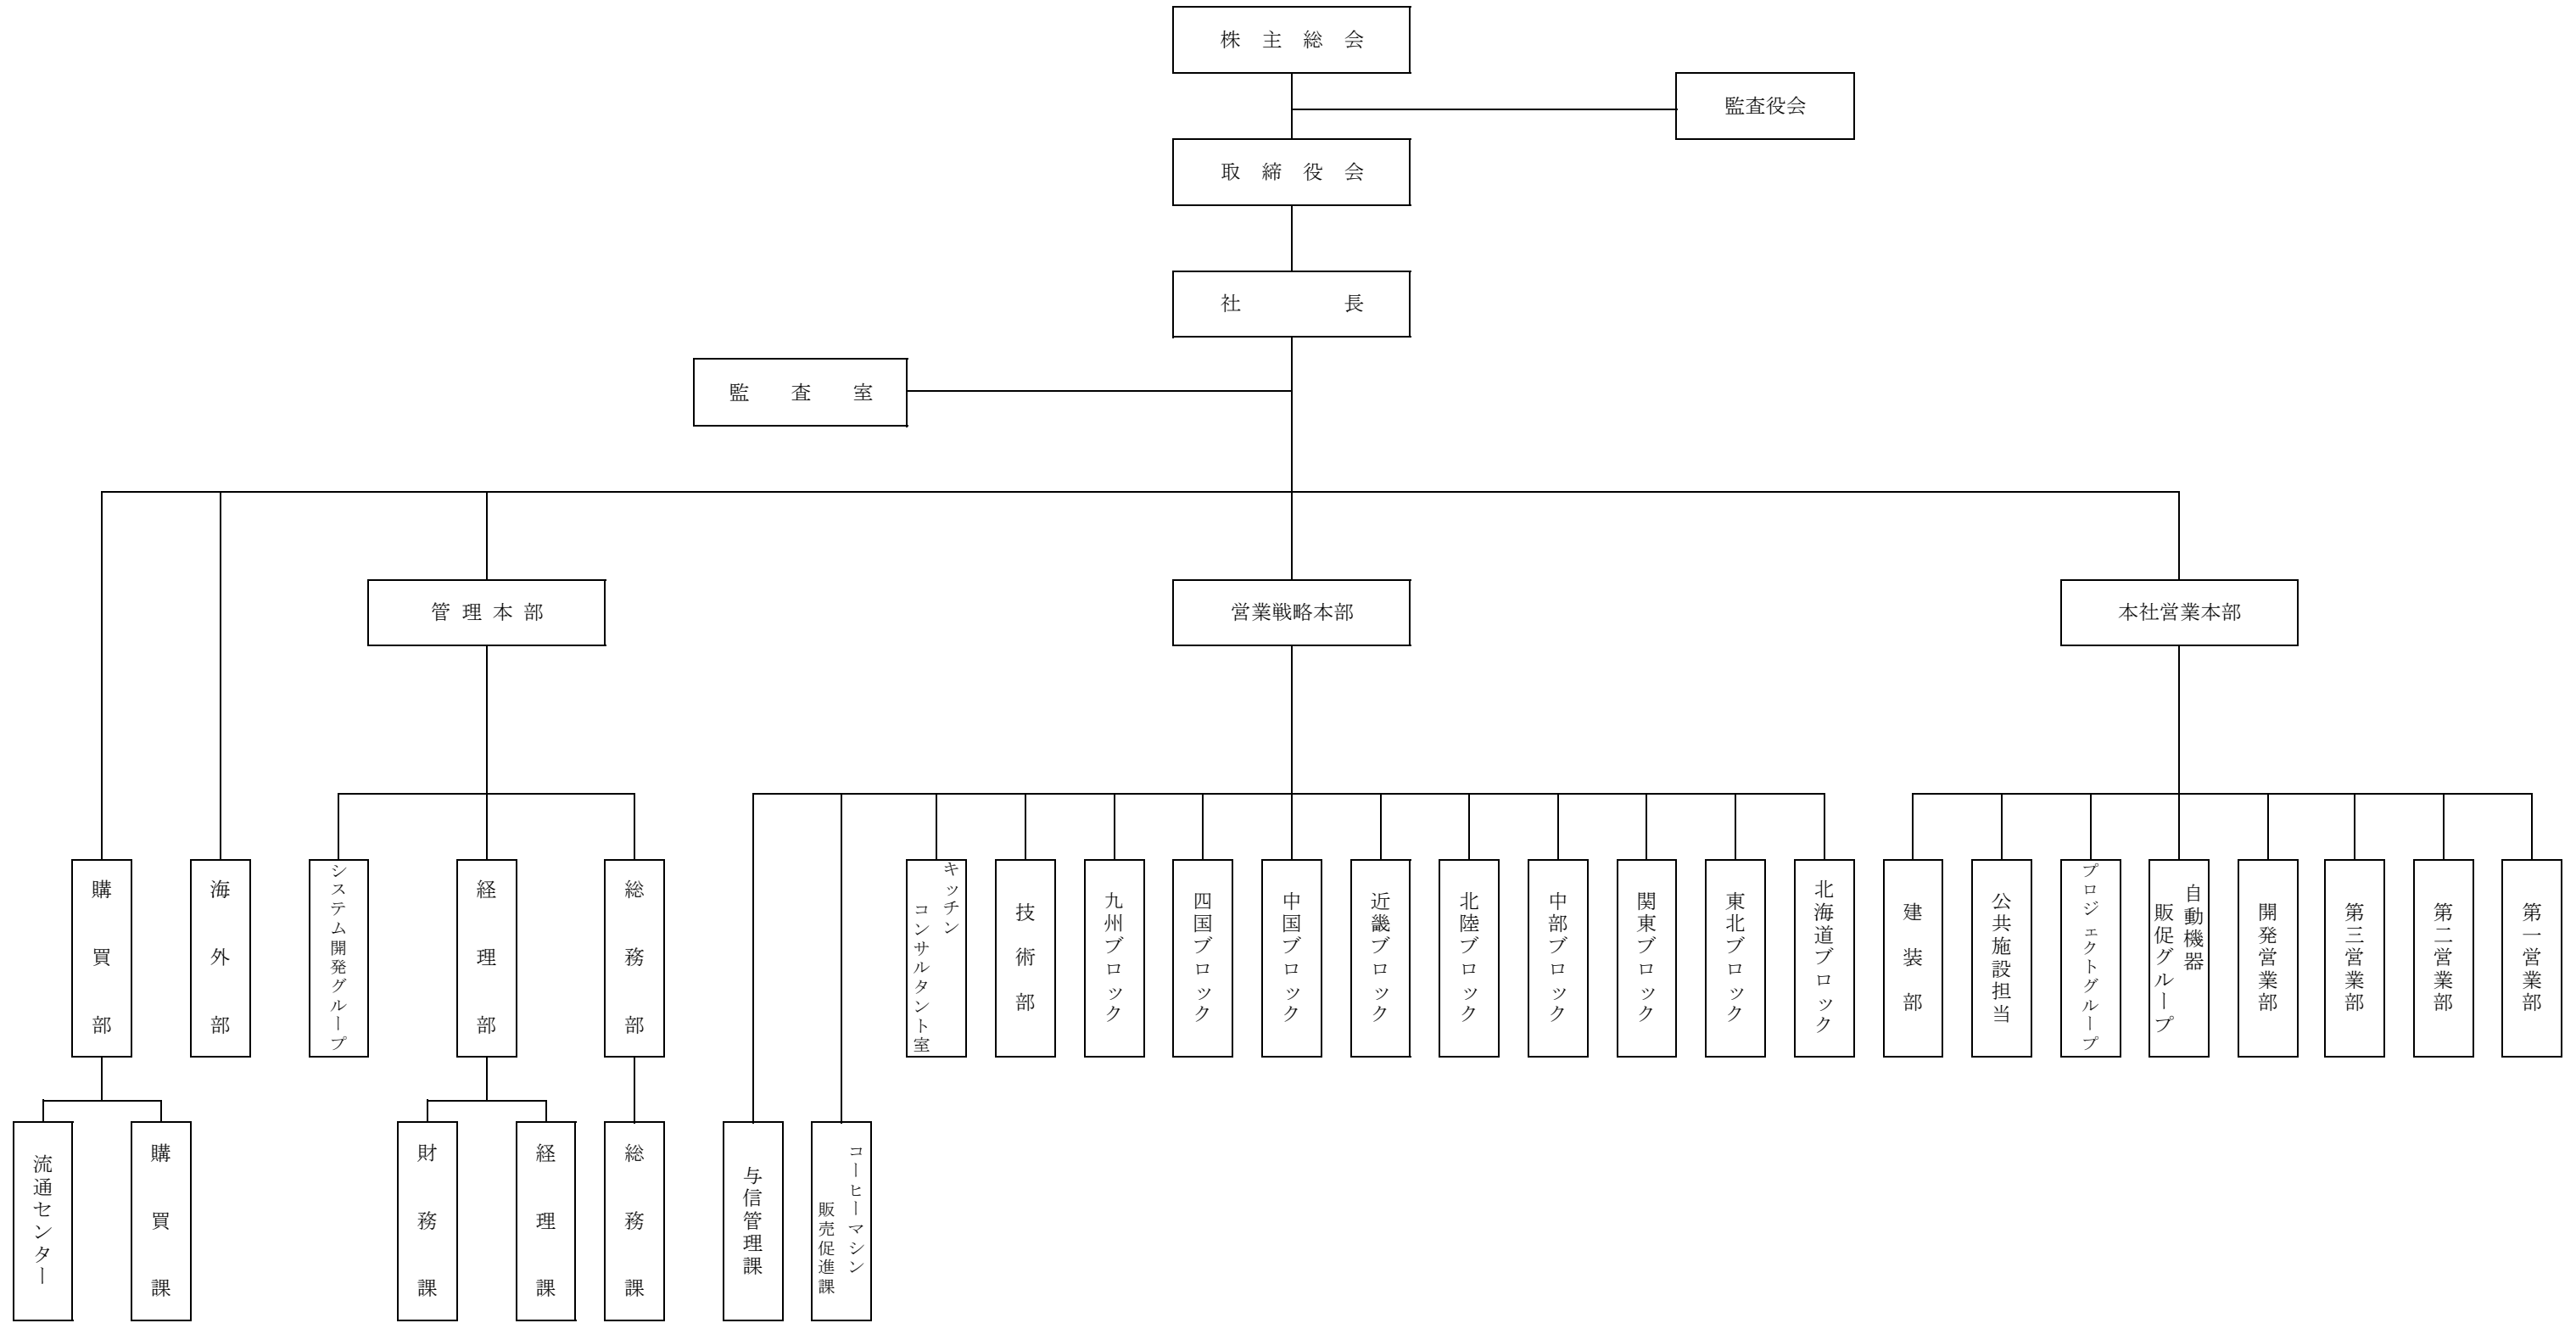 株主総会
監査役会
取締役会
社長
監査室
管理本部
営業戦略本部
本社営業本部
購買部
海外部
システム開発グループ
経理部
総務部
キッチン
コンサルタント室
技術部
九州ブロック
四国ブロック
中国ブロック
近畿ブロック
北陸ブロック
中部ブロック
関東ブロック
東北ブロック
北海道ブロック
建装部
公共施設担当
プロジェクトグループ
自動機器
販促グループ
開発営業部
第三営業部
第二営業部
第一営業部
流通センター
購買課
財務課
経理課
総務課
与信管理課
コーヒーマシン
販売促進課